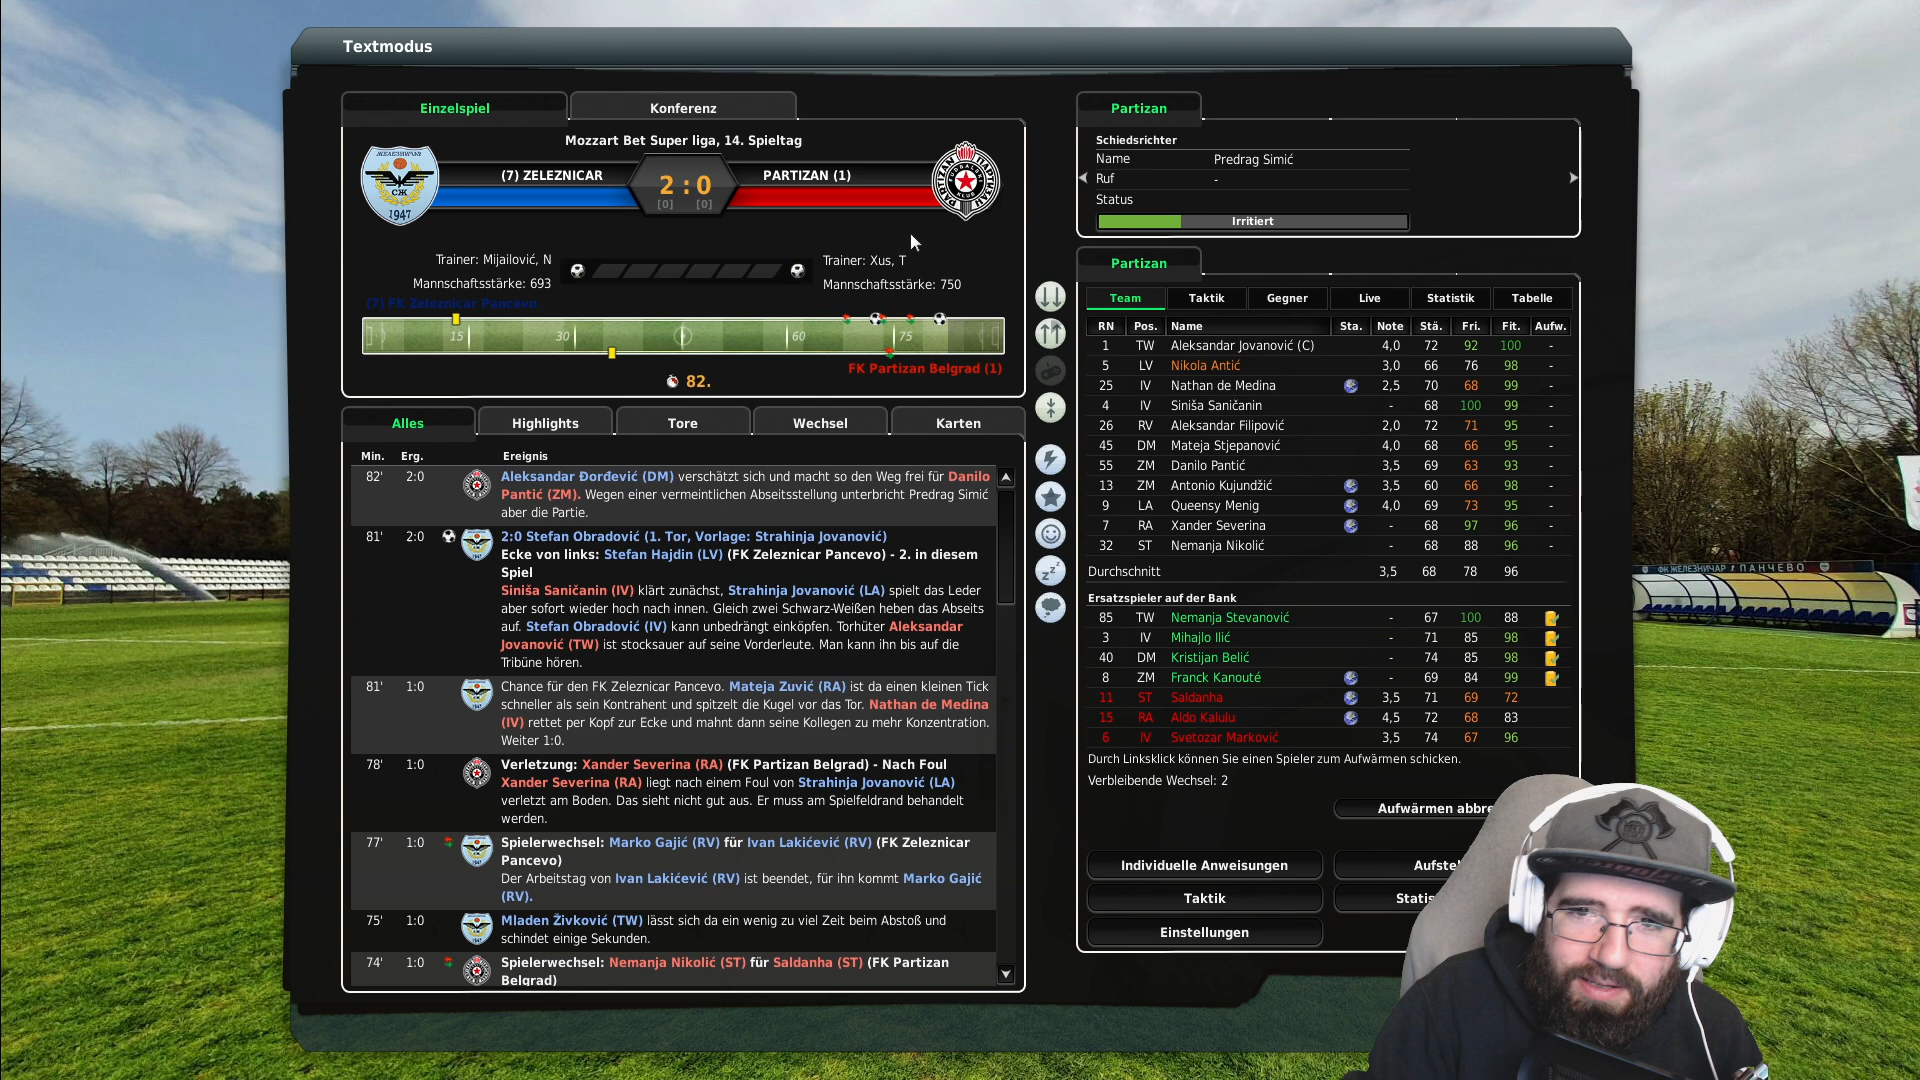 Textmodus
Einzelspiel
Konferenz
Mozzart Bet Super liga, 14. Spieltag
(7) ZELEZNICAR
2 : 0
PARTIZAN (1)
[0] [0]
1947
Trainer: Mijailović, N
Trainer: Xus, T
Mannschaftsstärke: 693
Mannschaftsstärke: 750
(7) FK Zeleznicar Pancevo
15 30 60 75
FK Partizan Belgrad (1)
82.
Alles Highlights Tore Wechsel Karten
Min. Erg. Ereignis
82' 2:0 Aleksandar Đorđević (DM) verschätzt sich und macht so den Weg frei für Danilo
Pantić (ZM). Wegen einer vermeintlichen Abseitsstellung unterbricht Predrag Simić
aber die Partie.
81' 2:0 2:0 Stefan Obradović (1. Tor, Vorlage: Strahinja Jovanović)
Ecke von links: Stefan Hajdin (LV) (FK Zeleznicar Pancevo) - 2. in diesem
Spiel
Siniša Saničanin (IV) klärt zunächst, Strahinja Jovanović (LA) spielt das Leder
aber sofort wieder hoch nach innen. Gleich zwei Schwarz-Weißen heben das Abseits
auf. Stefan Obradović (IV) kann unbedrängt einköpfen. Torhüter Aleksandar
Jovanović (TW) ist stocksauer auf seine Vorderleute. Man kann ihn bis auf die
Tribüne hören.
81' 1:0 Chance für den FK Zeleznicar Pancevo. Mateja Zuvić (RA) ist da einen kleinen Tick
schneller als sein Kontrahent und spitzelt die Kugel vor das Tor. Nathan de Medina
(IV) rettet per Kopf zur Ecke und mahnt dann seine Kollegen zu mehr Konzentration.
Weiter 1:0.
78' 1:0 Verletzung: Xander Severina (RA) (FK Partizan Belgrad) - Nach Foul
Xander Severina (RA) liegt nach einem Foul von Strahinja Jovanović (LA)
verletzt am Boden. Das sieht nicht gut aus. Er muss am Spielfeldrand behandelt
werden.
77' 1:0 Spielerwechsel: Marko Gajić (RV) für Ivan Lakićević (RV) (FK Zeleznicar
Pancevo)
Der Arbeitstag von Ivan Lakićević (RV) ist beendet, für ihn kommt Marko Gajić
(RV).
75' 1:0 Mladen Živković (TW) lässt sich da ein wenig zu viel Zeit beim Abstoß und
schindet einige Sekunden.
74' 1:0 Spielerwechsel: Nemanja Nikolić (ST) für Saldanha (ST) (FK Partizan
Belgrad)
Partizan
Schiedsrichter
Name Predrag Simić
Ruf -
Status
Irritiert
Partizan
Team Taktik Gegner Live Statistik Tabelle
RN Pos. Name Sta. Note Stä. Fri. Fit. Aufw.
1 TW Aleksandar Jovanović (C) 4,0 72 92 100 -
5 LV Nikola Antić 3,0 66 76 98 -
25 IV Nathan de Medina 2,5 70 68 99 -
4 IV Siniša Saničanin - 68 100 99 -
26 RV Aleksandar Filipović 2,0 72 71 95 -
45 DM Mateja Stjepanović 4,0 68 66 95 -
55 ZM Danilo Pantić 3,5 69 63 93 -
13 ZM Antonio Kujundžić 3,5 60 66 98 -
9 LA Queensy Menig 4,0 69 73 95 -
7 RA Xander Severina - 68 97 96 -
32 ST Nemanja Nikolić - 68 88 96 -
Durchschnitt 3,5 68 78 96
Ersatzspieler auf der Bank
85 TW Nemanja Stevanović - 67 100 88
3 IV Mihajlo Ilić - 71 85 98
40 DM Kristijan Belić - 74 85 98
8 ZM Franck Kanouté - 69 84 99
11 ST Saldanha 3,5 71 69 72
15 RA Aldo Kalulu 4,5 72 68 83
6 IV Svetozar Marković 3,5 74 67 96
Durch Linksklick können Sie einen Spieler zum Aufwärmen schicken.
Verbleibende Wechsel: 2
Aufwärmen abbre
Individuelle Anweisungen
Aufste
Taktik
Statis
Einstellungen